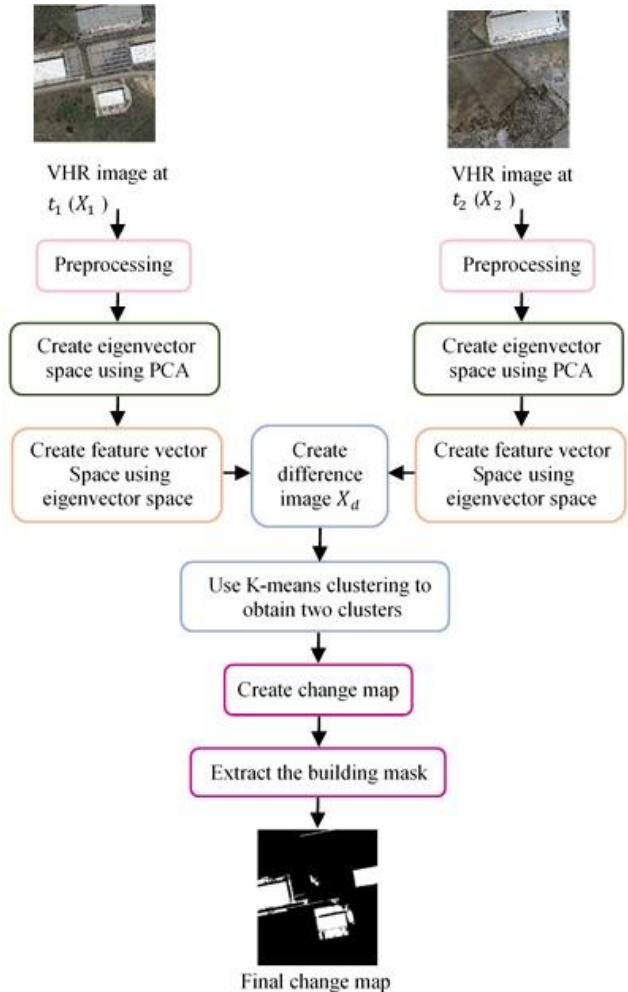 VHR image at
t₁ (X₁)
VHR image at
t₂ (X₂)
Preprocessing
Preprocessing
Create eigenvector
space using PCA
Create eigenvector
space using PCA
Create feature vector
Space using
eigenvector space
Create
difference
image X_d
Create feature vector
Space using
eigenvector space
Use K-means clustering to
obtain two clusters
Create change map
Extract the building mask
Final change map